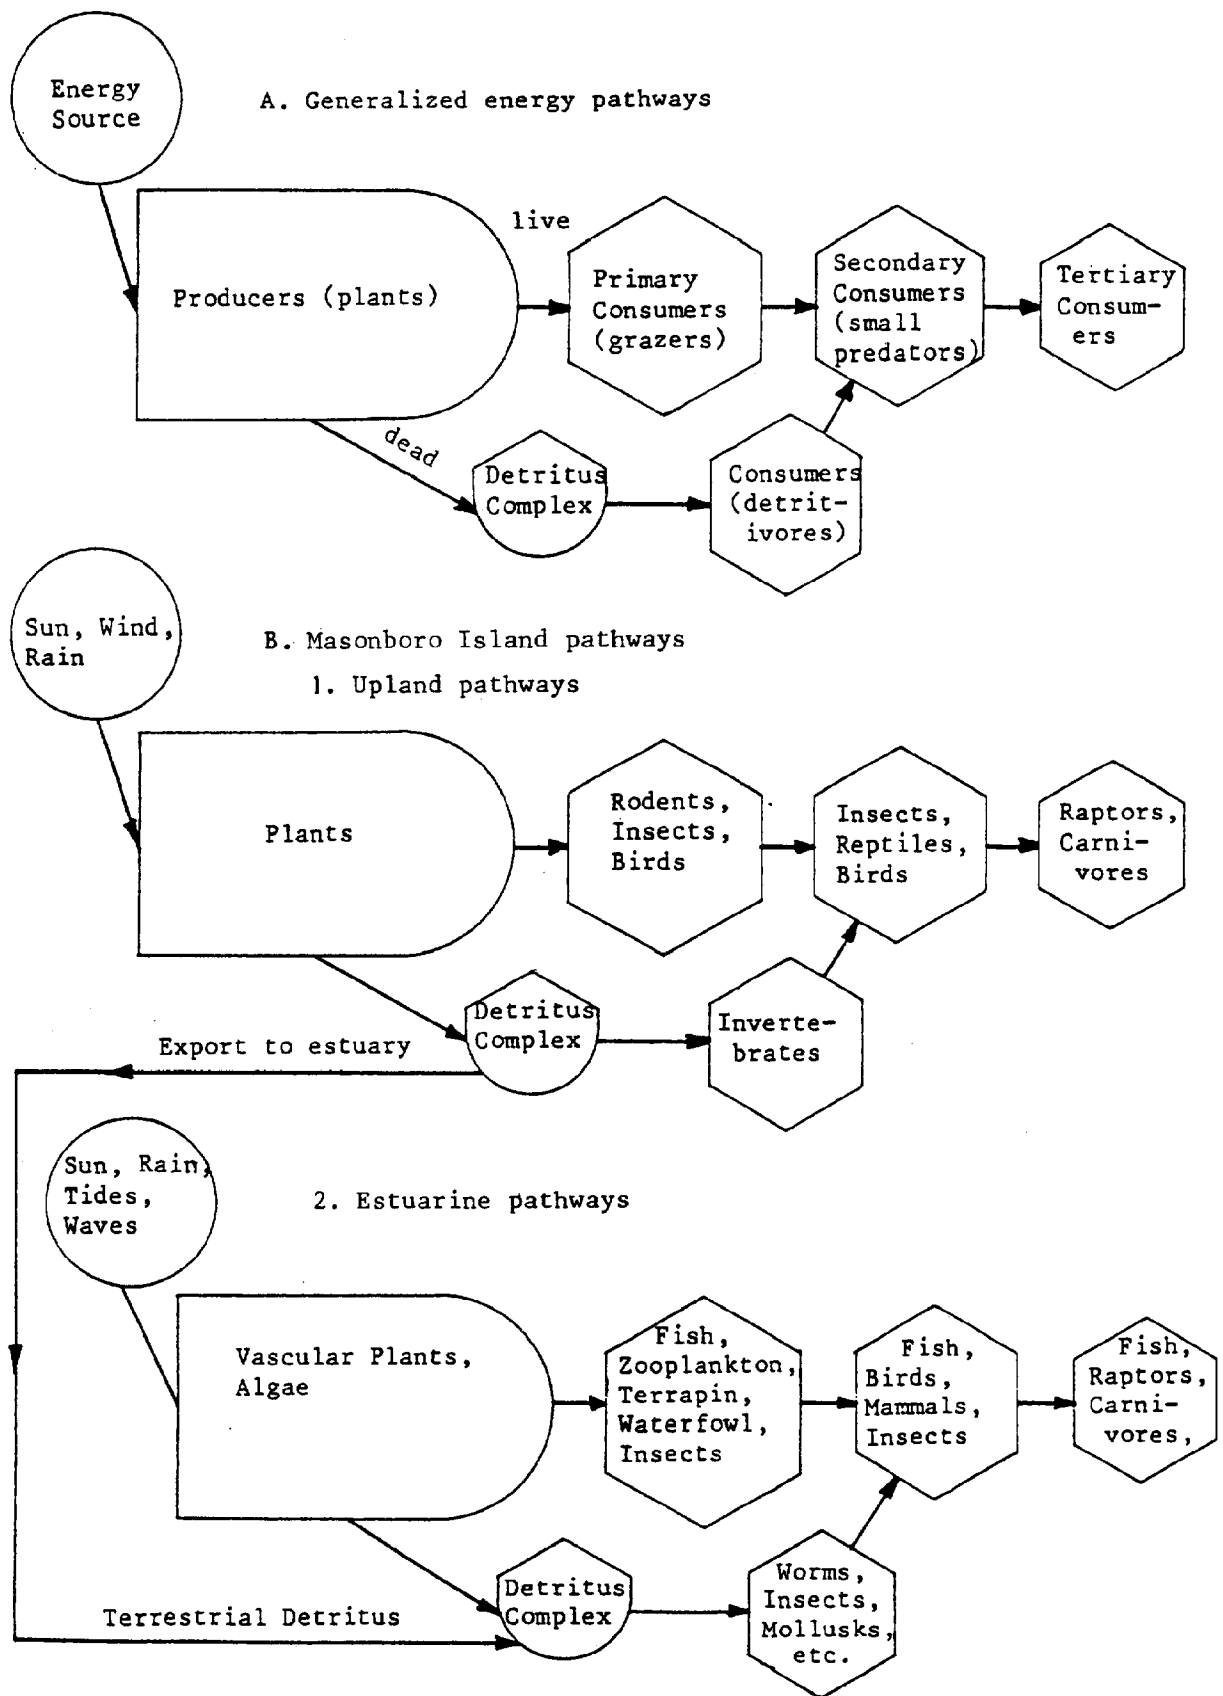 Energy
Source
A. Generalized energy pathways
live
Producers (plants)
Primary
Consumers
(grazers)
Secondary
Consumers
(small
predators)
Tertiary
Consum-
ers
dead
Detritus
Complex
Consumers
(detrit-
ivores)
Sun, Wind,
Rain
B. Masonboro Island pathways
1. Upland pathways
Plants
Rodents,
Insects,
Birds
Insects,
Reptiles,
Birds
Raptors,
Carni-
vores
Detritus
Complex
Inverte-
brates
Export to estuary
Sun, Rain,
Tides,
Waves
2. Estuarine pathways
Vascular Plants,
Algae
Fish,
Zooplankton,
Terrapin,
Waterfowl,
Insects
Fish,
Birds,
Mammals,
Insects
Fish,
Raptors,
Carni-
vores,
Detritus
Complex
Worms,
Insects,
Mollusks,
etc.
Terrestrial Detritus